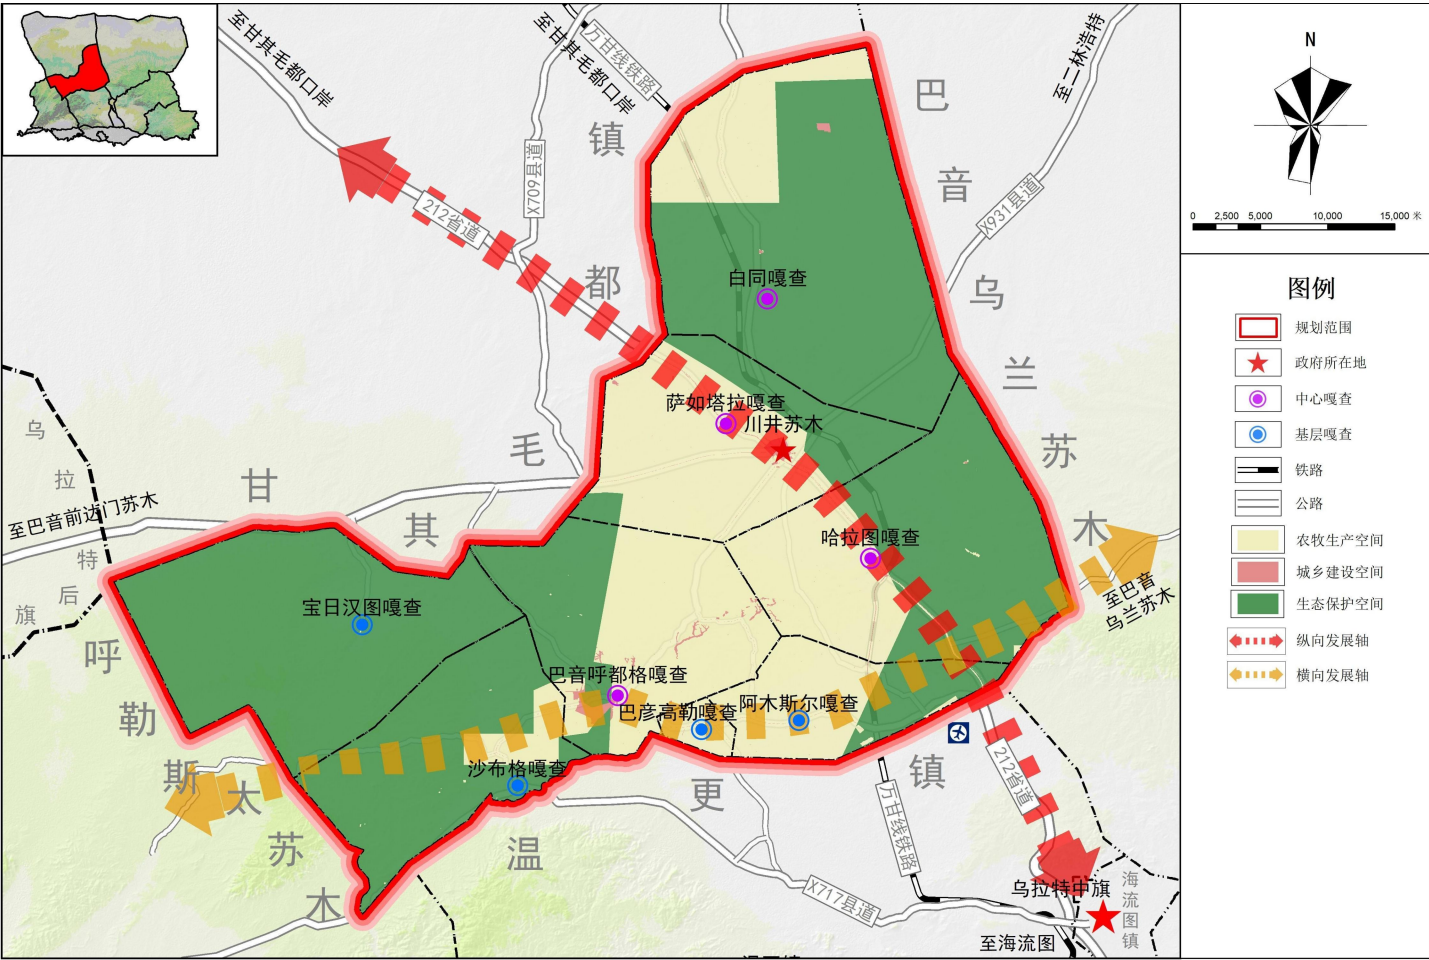 至甘其毛都口岸
至甘其毛都口岸
万甘线铁路
至二林浩特
X709县道
X931县道
212省道
镇
都
毛
其
甘
巴
音
乌
兰
苏
木
白同嘎查
萨如塔拉嘎查
川井苏木
哈拉图嘎查
宝日汉图嘎查
巴音呼都格嘎查
巴彦高勒嘎查
阿木斯尔嘎查
沙布格嘎查
至巴音前达门苏木
乌
拉
特
后
旗
呼
勒
斯
太
苏
木
温
更
镇
至巴音
乌兰苏木
212省道
万甘线铁路
X717县道
乌拉特中旗
海
流
图
镇
至海流图
N
0 2,500 5,000 10,000 15,000 米
图例
规划范围
政府所在地
中心嘎查
基层嘎查
铁路
公路
农牧生产空间
城乡建设空间
生态保护空间
纵向发展轴
横向发展轴